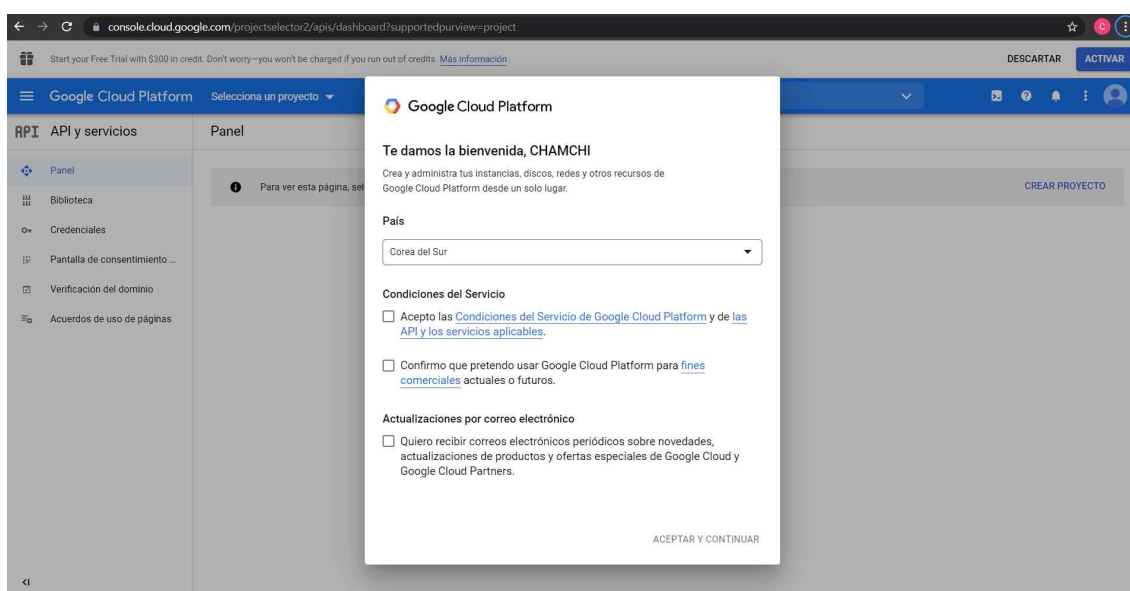 console.cloud.google.com/projectselector2/apis/dashboard?supportedpurview=project
C
Start your Free Trial with $300 in credit. Don't worry—you won't be charged if you run out of credits. Más información
DESCARTAR
ACTIVAR
Google Cloud Platform
Selecciona un proyecto
API API y servicios
Panel
Panel
Biblioteca
Credenciales
Pantalla de consentimiento ...
Verificación del dominio
Acuerdos de uso de páginas
Para ver esta página, sel
CREAR PROYECTO
Google Cloud Platform
Te damos la bienvenida, CHAMCHI
Crea y administra tus instancias, discos, redes y otros recursos de
Google Cloud Platform desde un solo lugar.
País
Corea del Sur
Condiciones del Servicio
Acepto las Condiciones del Servicio de Google Cloud Platform y de las
API y los servicios aplicables.
Confirmo que pretendo usar Google Cloud Platform para fines
comerciales actuales o futuros.
Actualizaciones por correo electrónico
Quiero recibir correos electrónicos periódicos sobre novedades,
actualizaciones de productos y ofertas especiales de Google Cloud y
Google Cloud Partners.
ACEPTAR Y CONTINUAR